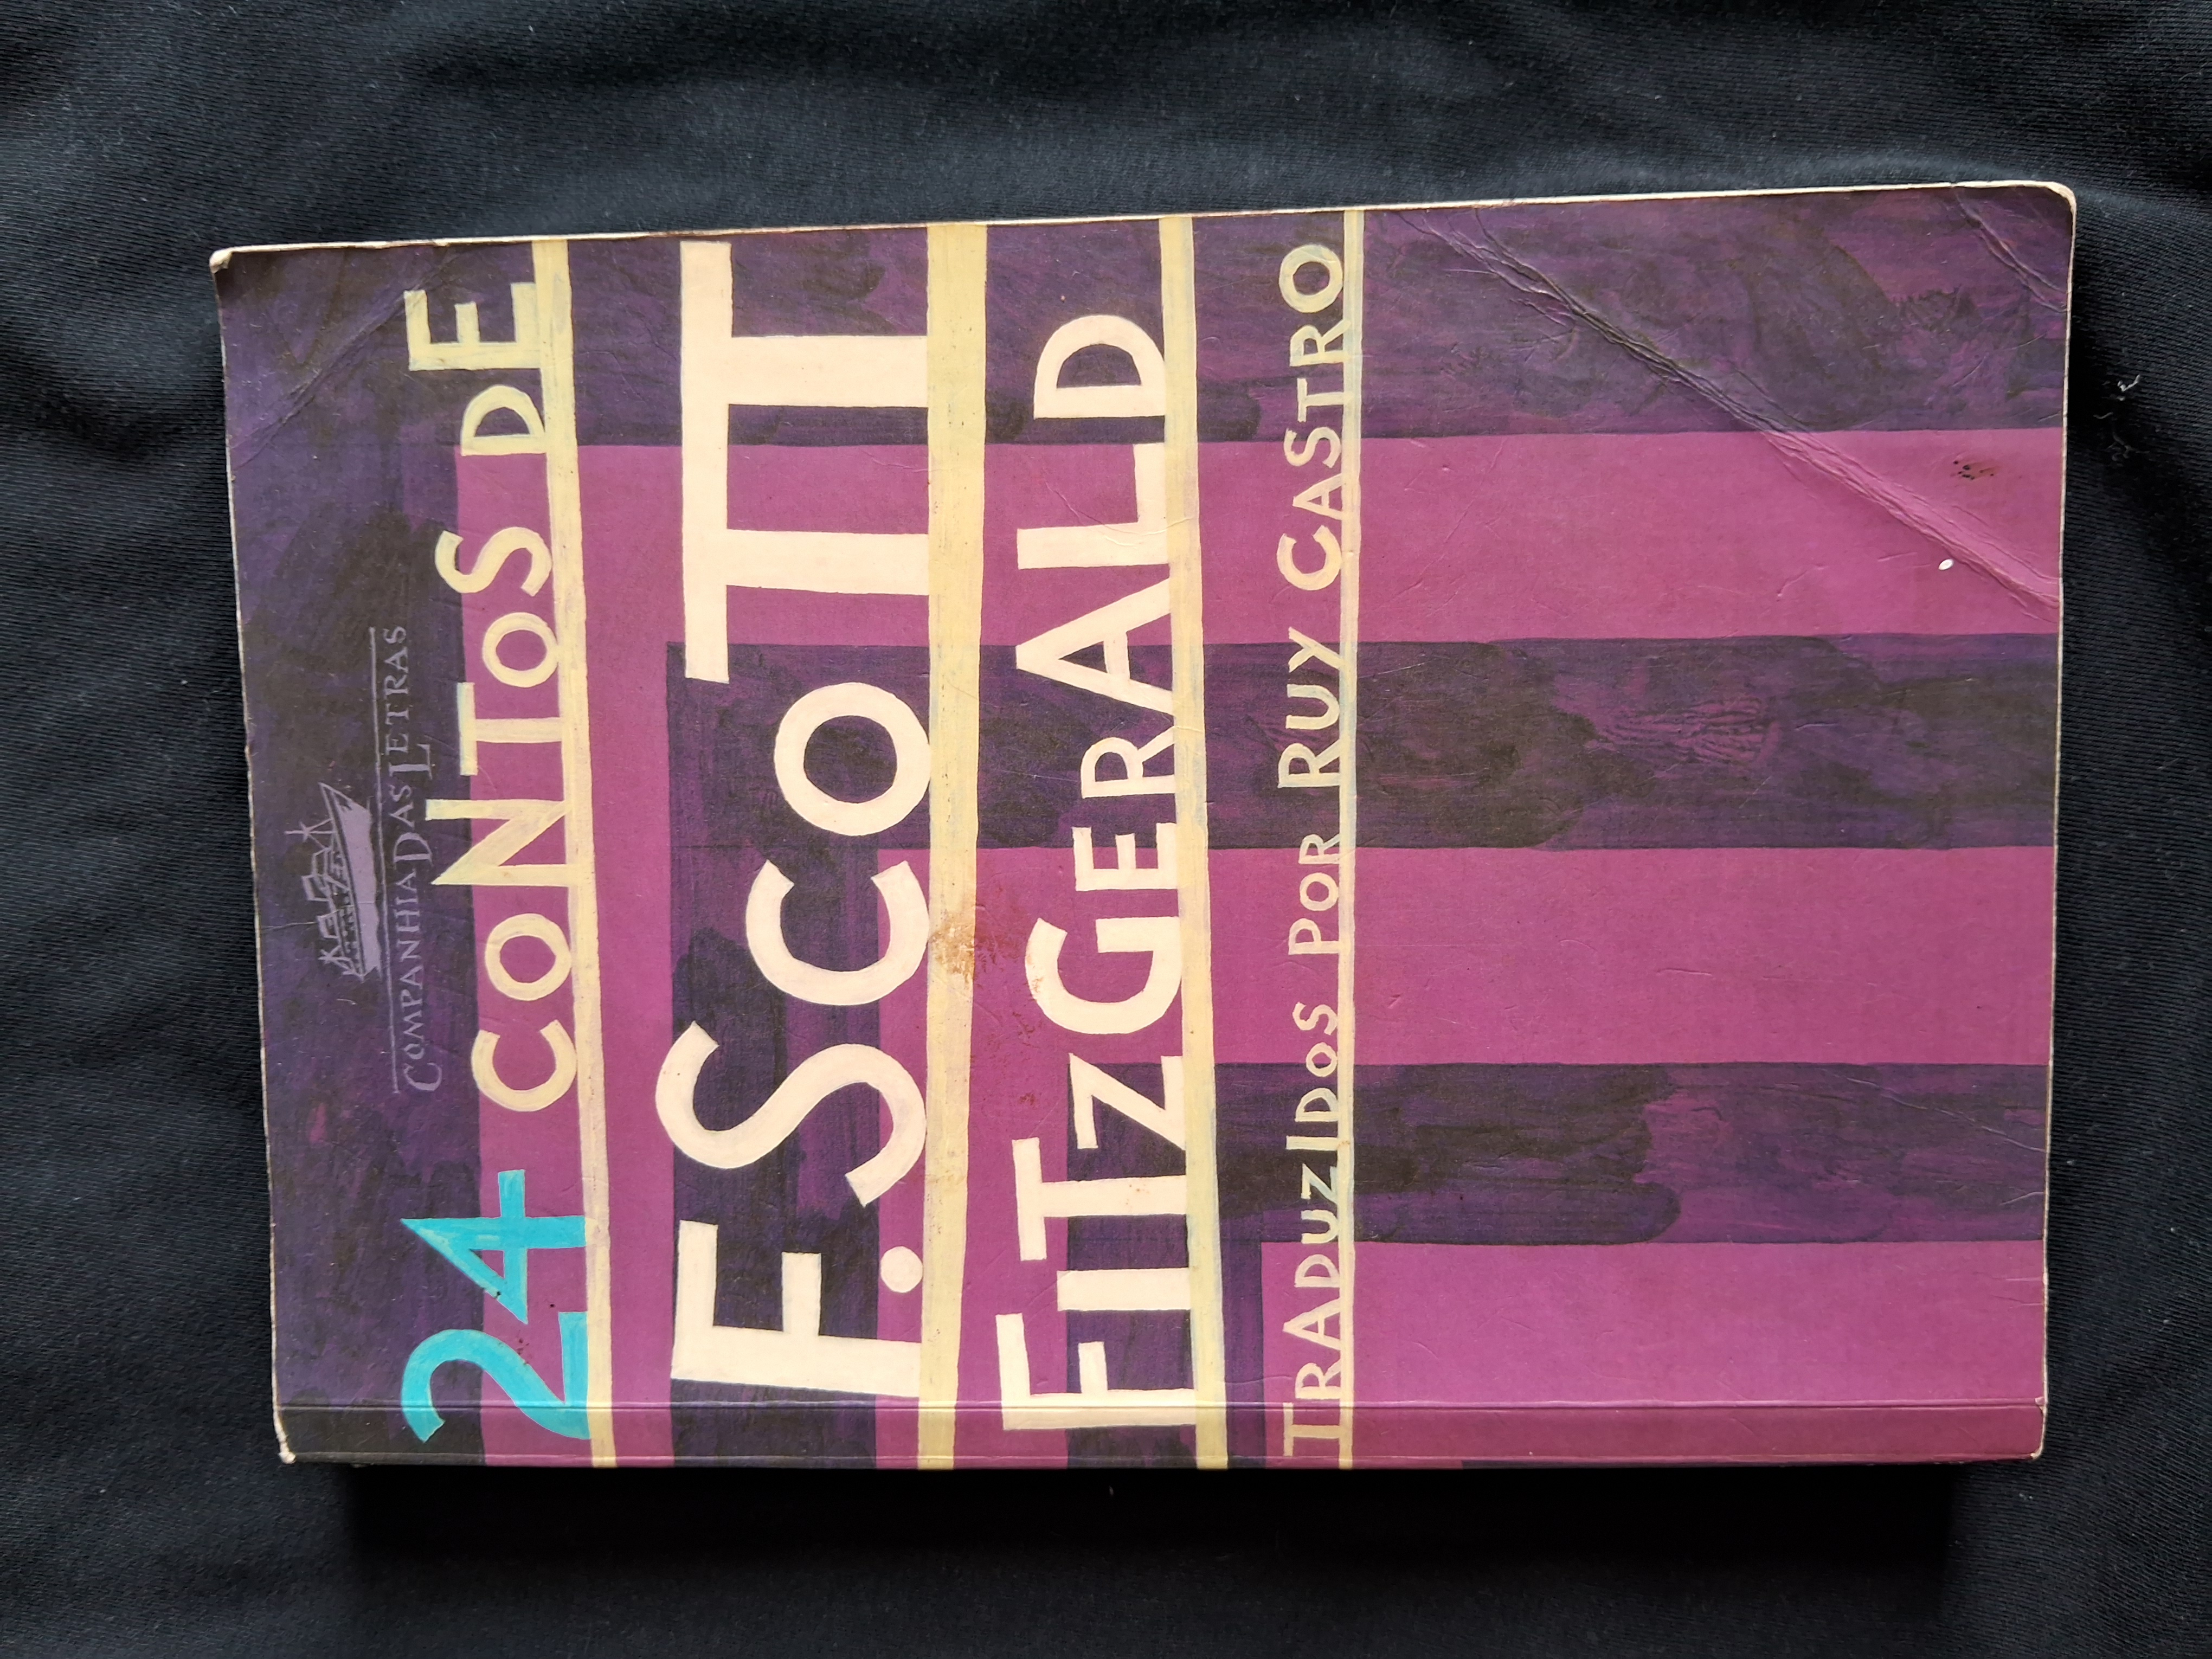 COMPANHIA DAS LETRAS
24 CONTOS DE
F. SCOTT
FITZGERALD
TRADUZIDOS POR RUY CASTRO